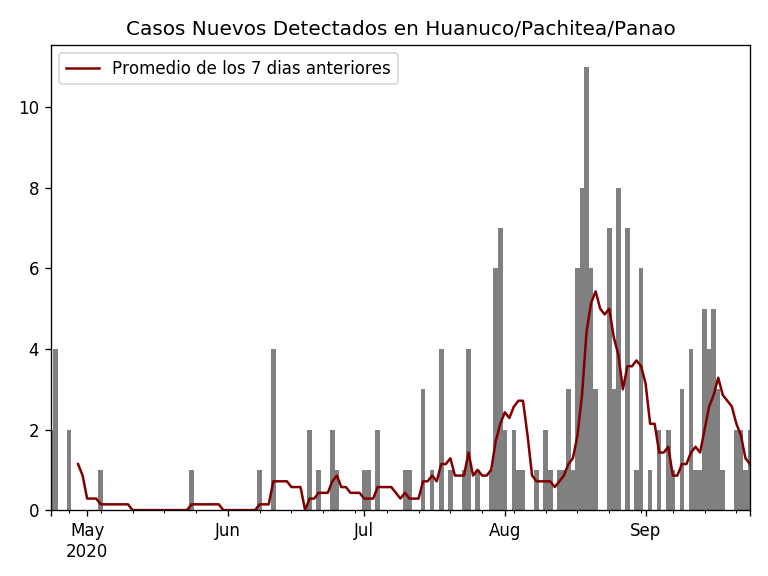 Casos Nuevos Detectados en Huanuco/Pachitea/Panao
Promedio de los 7 dias anteriores
10
8
6
4
2
0
May Jun Jul Aug Sep
2020